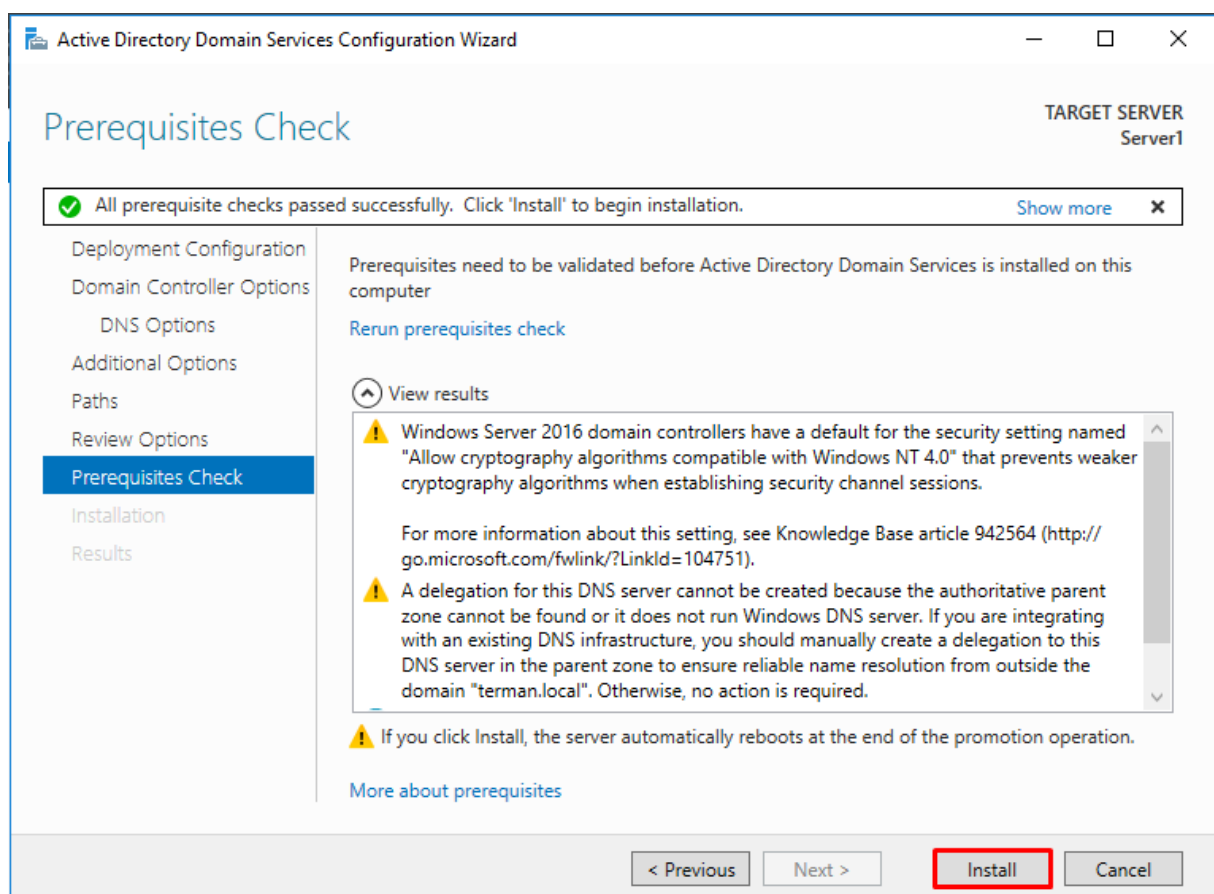 Active Directory Domain Services Configuration Wizard
Prerequisites Check
TARGET SERVER
Server1
All prerequisite checks passed successfully.  Click 'Install' to begin installation.
Show more
Deployment Configuration
Domain Controller Options
DNS Options
Additional Options
Paths
Review Options
Prerequisites Check
Installation
Results
Prerequisites need to be validated before Active Directory Domain Services is installed on this
computer
Rerun prerequisites check
View results
Windows Server 2016 domain controllers have a default for the security setting named
"Allow cryptography algorithms compatible with Windows NT 4.0" that prevents weaker
cryptography algorithms when establishing security channel sessions.
For more information about this setting, see Knowledge Base article 942564 (http://
go.microsoft.com/fwlink/?LinkId=104751).
A delegation for this DNS server cannot be created because the authoritative parent
zone cannot be found or it does not run Windows DNS server. If you are integrating
with an existing DNS infrastructure, you should manually create a delegation to this
DNS server in the parent zone to ensure reliable name resolution from outside the
domain "terman.local". Otherwise, no action is required.
If you click Install, the server automatically reboots at the end of the promotion operation.
More about prerequisites
< Previous
Next >
Install
Cancel